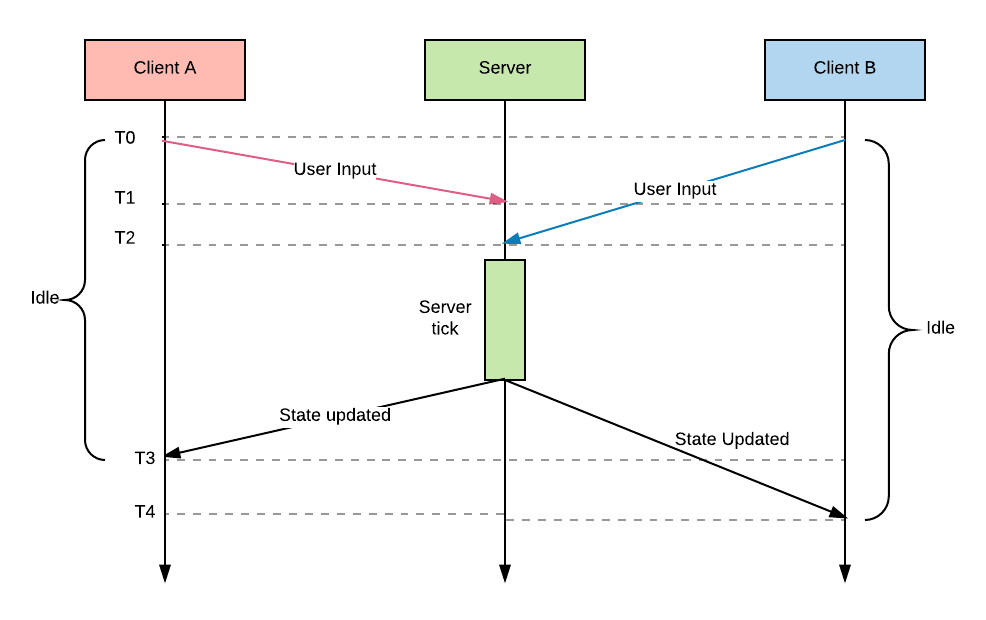 Client A
Server
Client B
T0
User Input
User Input
T1
T2
Idle
Server
tick
Idle
State updated
State Updated
T3
T4